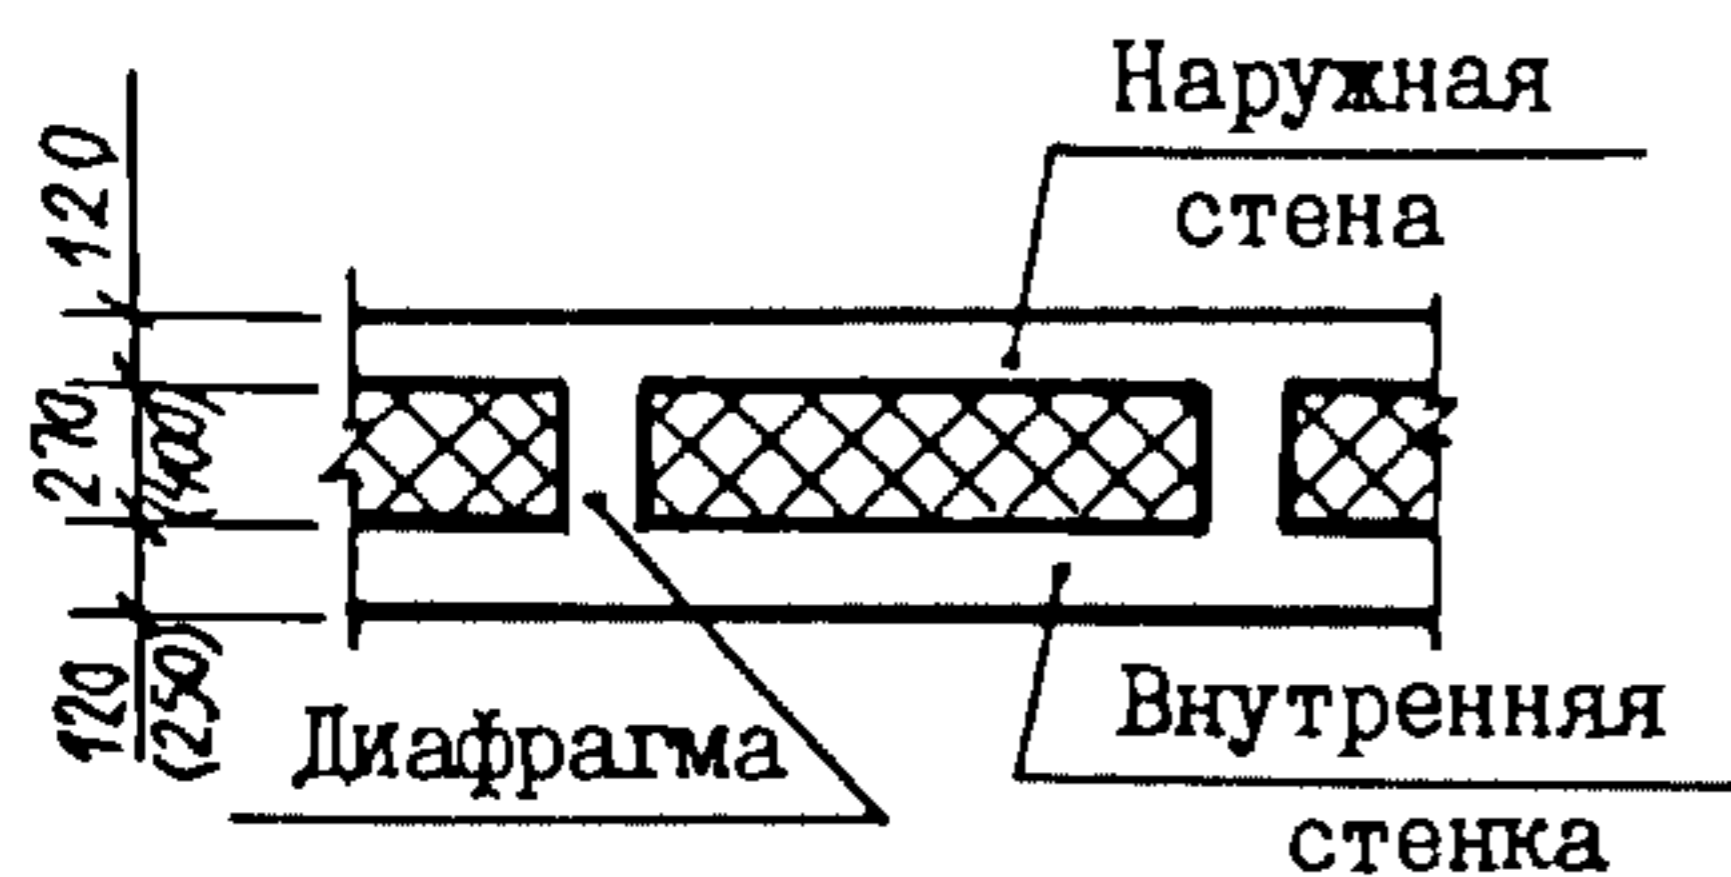 Наружная
стена
120
270
(400)
120
(250)
Диафрагма
Внутренняя
стенка